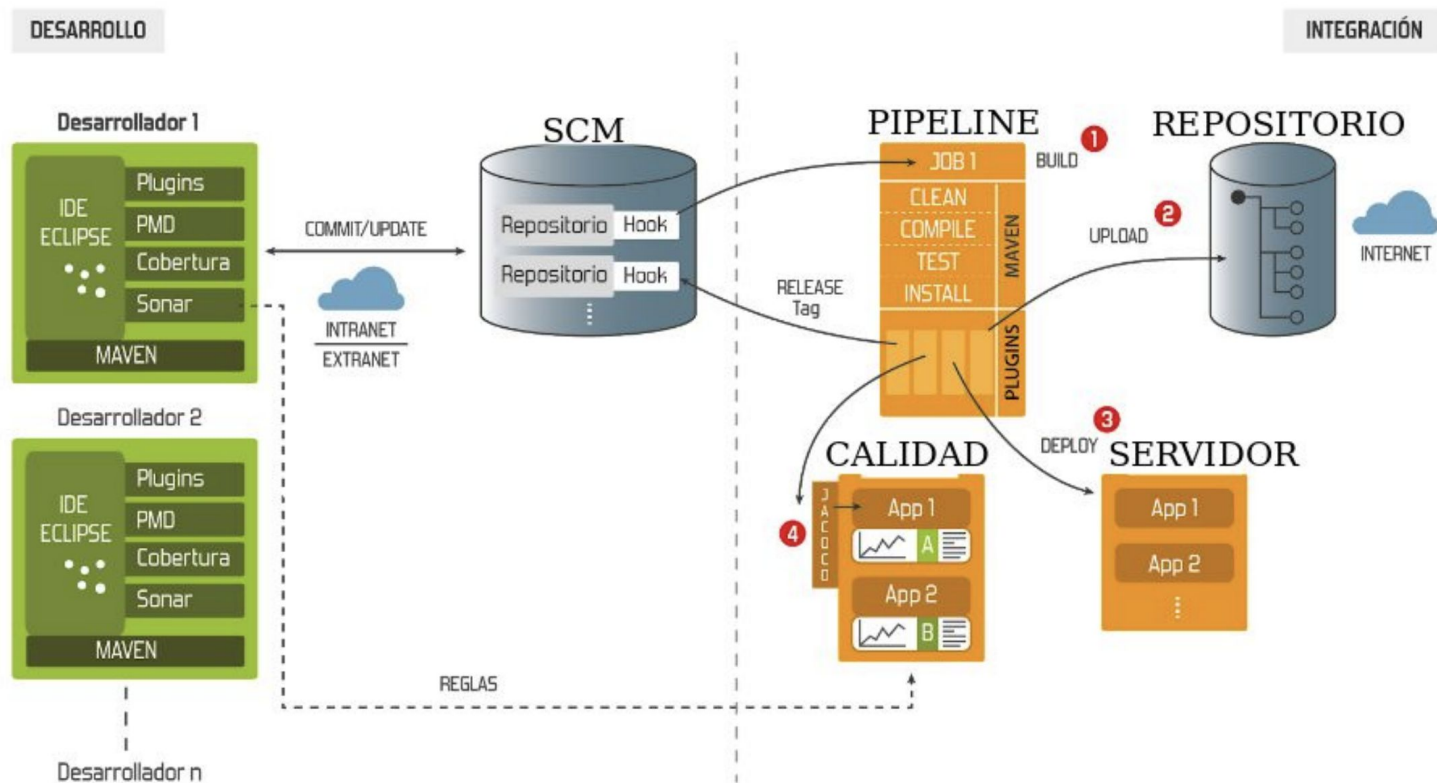 DESARROLLO
INTEGRACIÓN
Desarrollador 1
IDE
ECLIPSE
Plugins
PMD
Cobertura
Sonar
MAVEN
COMMIT/UPDATE
INTRANET
EXTRANET
SCM
Repositorio Hook
Repositorio Hook
PIPELINE
JOB 1
BUILD
1
CLEAN
COMPILE
TEST
INSTALL
MAVEN
PLUGINS
RELEASE
Tag
REPOSITORIO
2
UPLOAD
INTERNET
Desarrollador 2
IDE
ECLIPSE
Plugins
PMD
Cobertura
Sonar
MAVEN
CALIDAD
4
JACOCO
App 1
A
App 2
B
3
DEPLOY
SERVIDOR
App 1
App 2
REGLAS
Desarrollador n